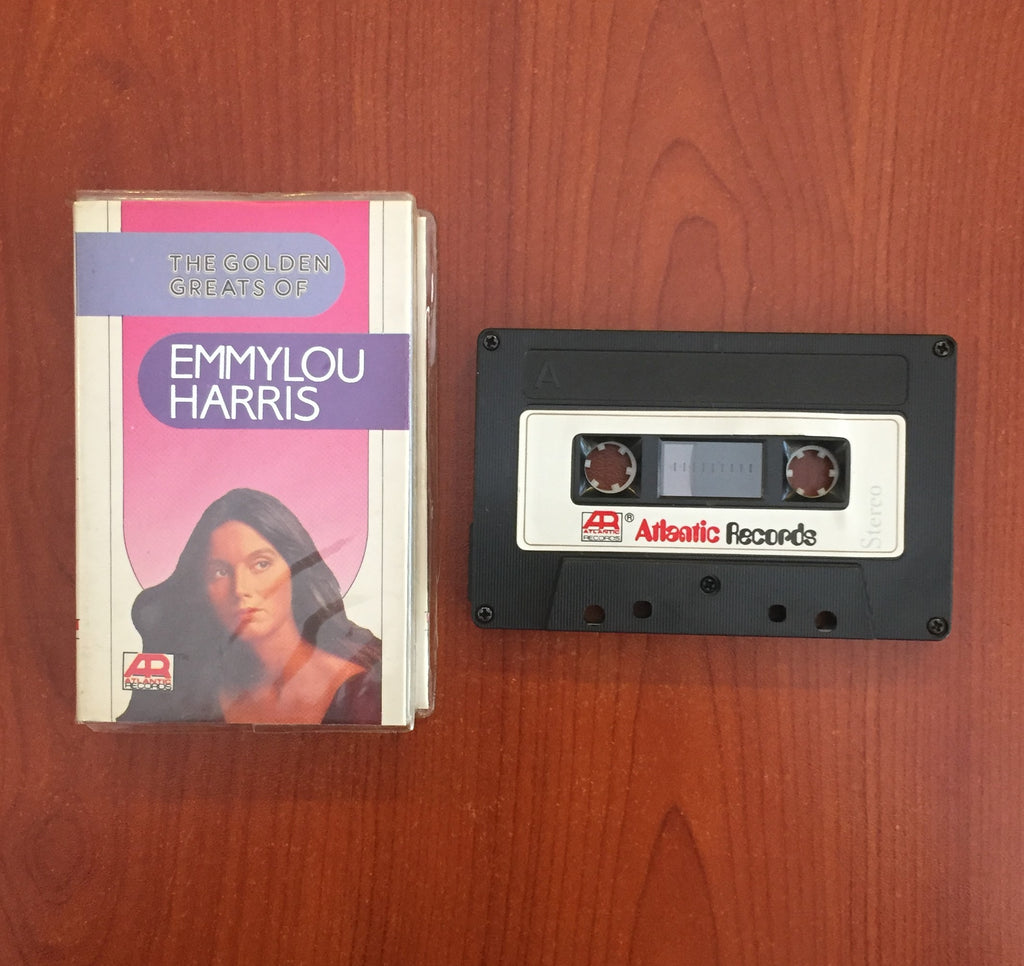 THE GOLDEN
GREATS OF
EMMYLOU
HARRIS
AR
ATLANTIC
RECORDS
A
AR ®
ATLANTIC
RECORDS
Atlantic Records
Stereo